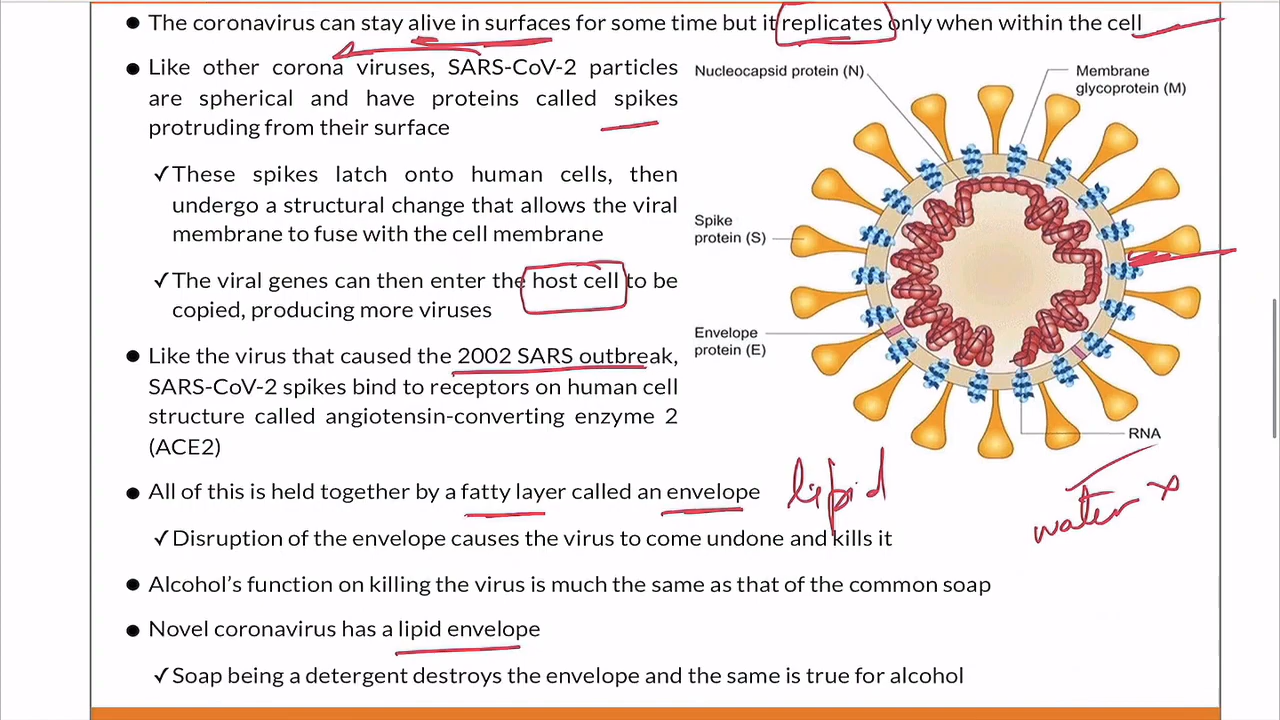 ● The coronavirus can stay alive in surfaces for some time but it replicates only when within the cell
● Like other corona viruses, SARS-CoV-2 particles
are spherical and have proteins called spikes
protruding from their surface
✓These spikes latch onto human cells, then
undergo a structural change that allows the viral
membrane to fuse with the cell membrane
✓The viral genes can then enter the host cell to be
copied, producing more viruses
● Like the virus that caused the 2002 SARS outbreak,
SARS-CoV-2 spikes bind to receptors on human cell
structure called angiotensin-converting enzyme 2
(ACE2)
Nucleocapsid protein (N)
Membrane
glycoprotein (M)
Spike
protein (S)
Envelope
protein (E)
RNA
● All of this is held together by a fatty layer called an envelope
lipid
water ×
✓Disruption of the envelope causes the virus to come undone and kills it
● Alcohol’s function on killing the virus is much the same as that of the common soap
● Novel coronavirus has a lipid envelope
✓Soap being a detergent destroys the envelope and the same is true for alcohol